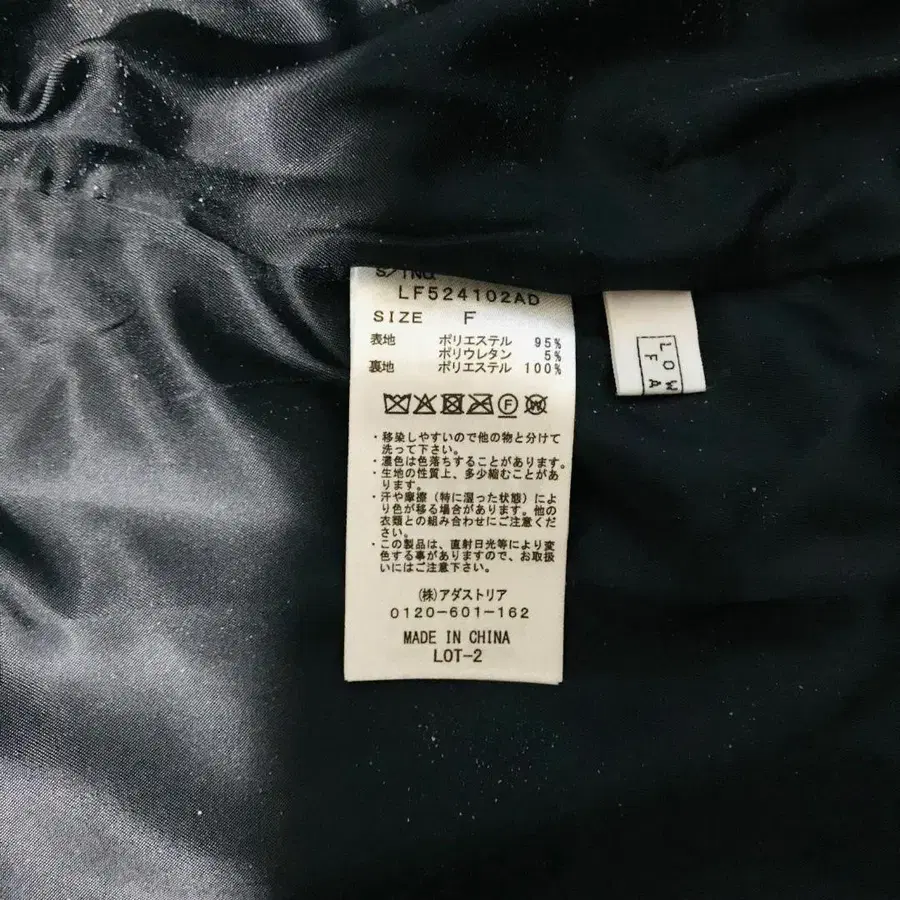 S/TNO.
LF524102AD
SIZE F
表地 ポリエステル 95%
ポリウレタン 5%
裏地 ポリエステル 100%
・移染しやすいので他の物と分けて
洗って下さい。
・濃色は色落ちすることがあります。
・生地の性質上、多少縮むことがあ
ります。
・汗や摩擦（特に湿った状態）によ
り色が移る場合があります。他の
衣類との組み合わせにご注意くだ
さい。
・この製品は、直射日光等により変
色する事がありますので、お取扱
いにはご注意下さい。
(株)アダストリア
0120-601-162
MADE IN CHINA
LOT-2
LOW
F A